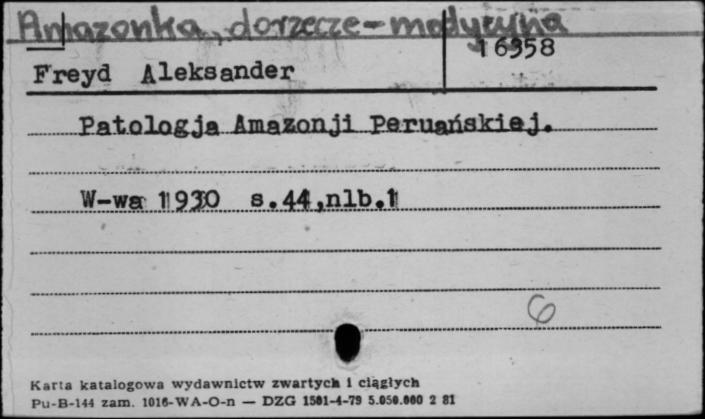 Amazonka, dorzecze - medycyna
16358
Freyd Aleksander
Patologja Amazonji Peruańskiej.
W-wa 1930 s.44,nlb.1
6
Karta katalogowa wydawnictw zwartych i ciągłych
Pu-B-144 zam. 1016-WA-O-n — DZG 1501-4-79 5.050.000 2 81